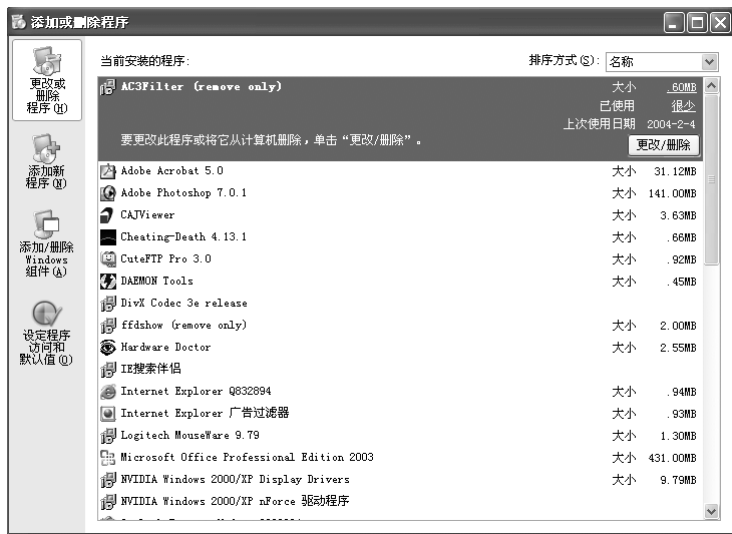 添加或删除程序
更改或
删除
程序(H)
添加新
程序(N)
添加/删除
Windows
组件(A)
设定程序
访问和
默认值(O)
当前安装的程序:
排序方式(S): 名称
AC3Filter (remove only) 大小 .60MB
已使用 很少
上次使用日期 2004-2-4
要更改此程序或将它从计算机删除，单击“更改/删除”。
更改/删除
Adobe Acrobat 5.0 大小 31.12MB
Adobe Photoshop 7.0.1 大小 141.00MB
CAJViewer 大小 3.63MB
Cheating-Death 4.13.1 大小 .66MB
CuteFTP Pro 3.0 大小 .92MB
DAEMON Tools 大小 .45MB
DivX Codec 3e release
ffdshow (remove only) 大小 2.00MB
Hardware Doctor 大小 2.55MB
IE搜索伴侣
Internet Explorer Q832894 大小 .94MB
Internet Explorer 广告过滤器 大小 .93MB
Logitech MouseWare 9.79 大小 1.30MB
Microsoft Office Professional Edition 2003 大小 431.00MB
NVIDIA Windows 2000/XP Display Drivers 大小 9.79MB
NVIDIA Windows 2000/XP nForce 驱动程序